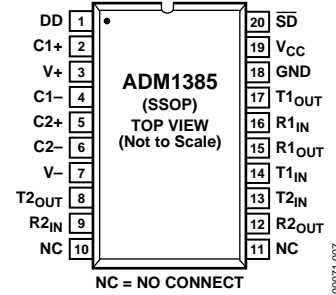 DD 1
C1+ 2
V+ 3
C1– 4
C2+ 5
C2– 6
V– 7
T2OUT 8
R2IN 9
NC 10
ADM1385
(SSOP)
TOP VIEW
(Not to Scale)
20 S̅D̅
19 VCC
18 GND
17 T1OUT
16 R1IN
15 R1OUT
14 T1IN
13 T2IN
12 R2OUT
11 NC
NC = NO CONNECT